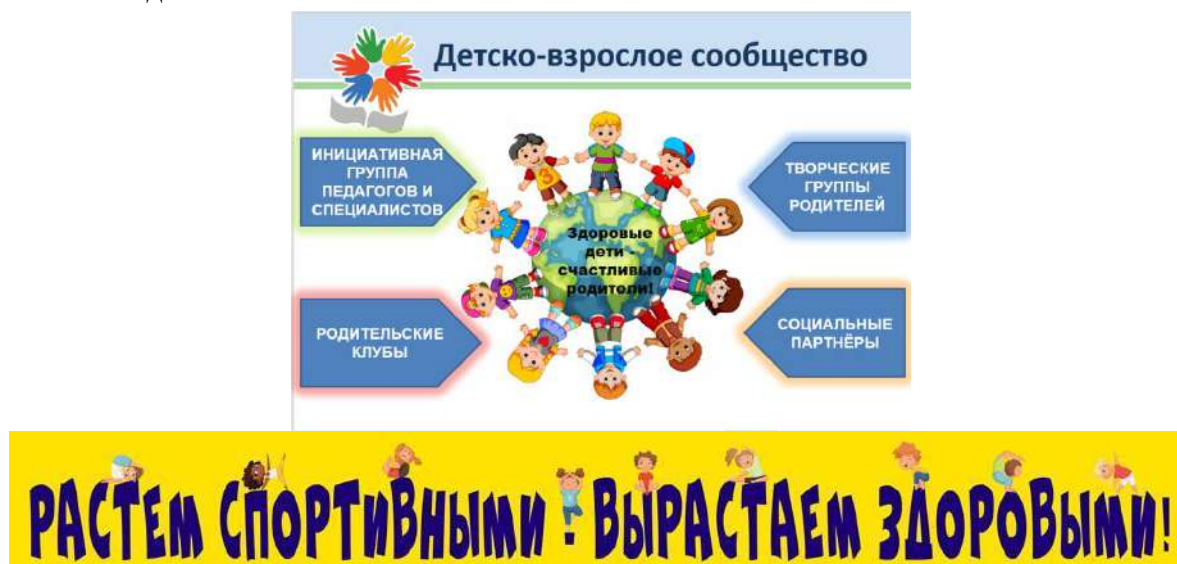 Детско-взрослое сообщество
ИНИЦИАТИВНАЯ
ГРУППА
ПЕДАГОГОВ И
СПЕЦИАЛИСТОВ
ТВОРЧЕСКИЕ
ГРУППЫ
РОДИТЕЛЕЙ
Здоровые
дети -
счастливые
родители!
РОДИТЕЛЬСКИЕ
КЛУБЫ
СОЦИАЛЬНЫЕ
ПАРТНЁРЫ
РАСТЕМ СПОРТИВНЫМИ - ВЫРАСТАЕМ ЗДОРОВЫМИ!